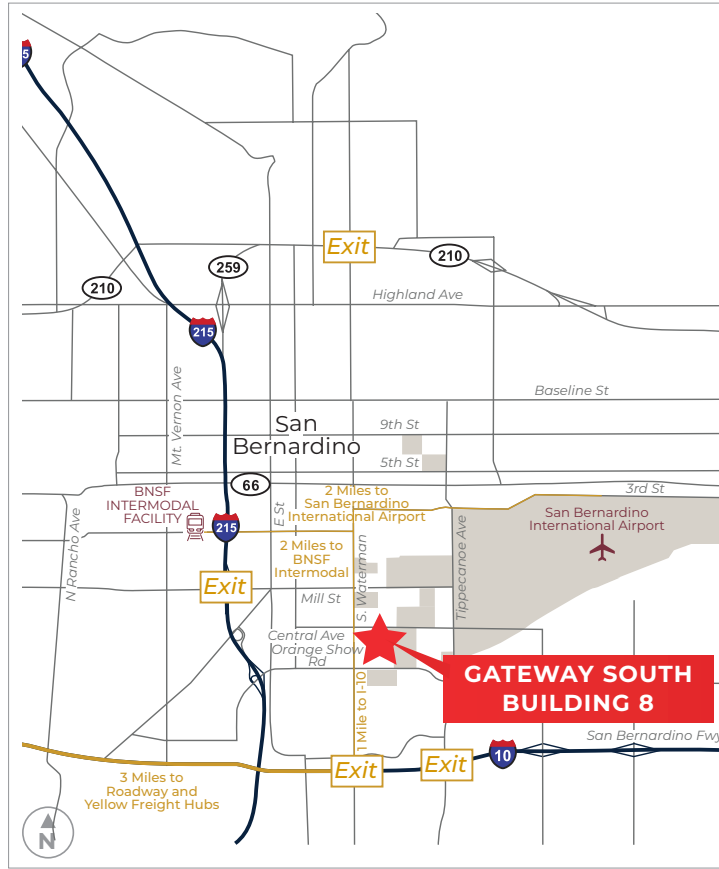 5
Exit
210
259
210
Highland Ave
215
Mt. Vernon Ave
Baseline St
San
Bernardino
9th St
5th St
66
3rd St
BNSF
INTERMODAL
FACILITY
2 Miles to
San Bernardino
International Airport
San Bernardino
International Airport
215
E St
N Rancho Ave
2 Miles to
BNSF
Intermodal
S. Waterman
Tippecanoe Ave
Exit
Mill St
Central Ave
Orange Show
Rd
GATEWAY SOUTH
BUILDING 8
1 Mile to I-10
San Bernardino Fwy
10
Exit
Exit
3 Miles to
Roadway and
Yellow Freight Hubs
N